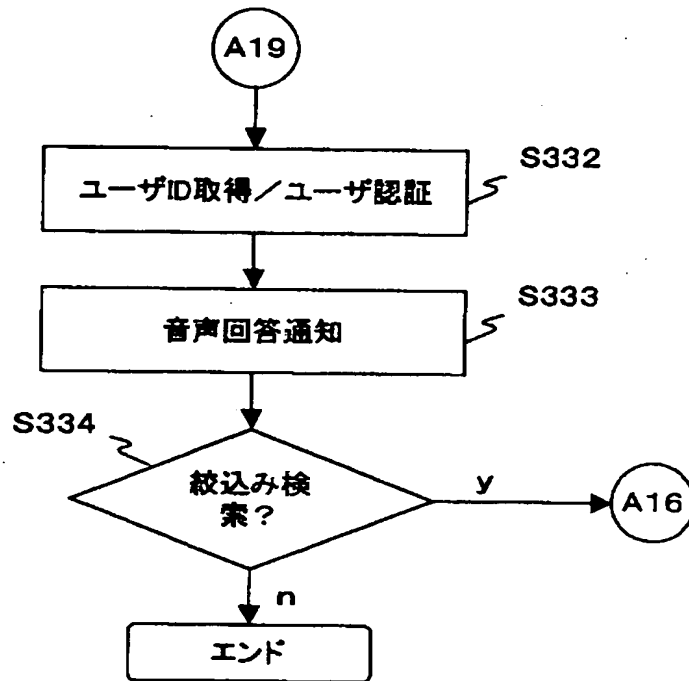 A19
S332
ユーザID取得／ユーザ認証
S333
音声回答通知
S334
絞込み検
索？
y
A16
n
エンド